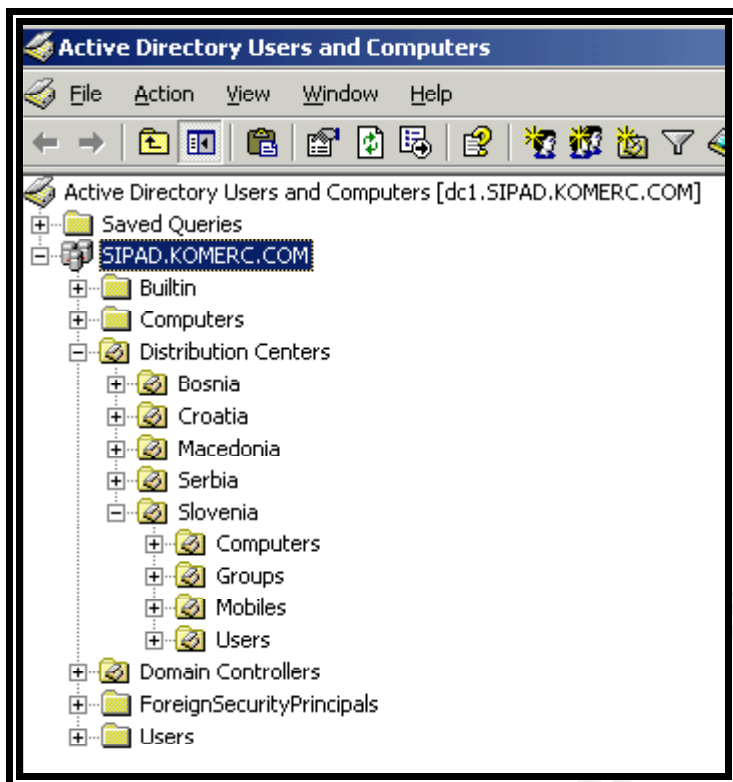 Active Directory Users and Computers
File Action View Window Help
Active Directory Users and Computers [dc1.SIPAD.KOMERC.COM]
Saved Queries
SIPAD.KOMERC.COM
Builtin
Computers
Distribution Centers
Bosnia
Croatia
Macedonia
Serbia
Slovenia
Computers
Groups
Mobiles
Users
Domain Controllers
ForeignSecurityPrincipals
Users